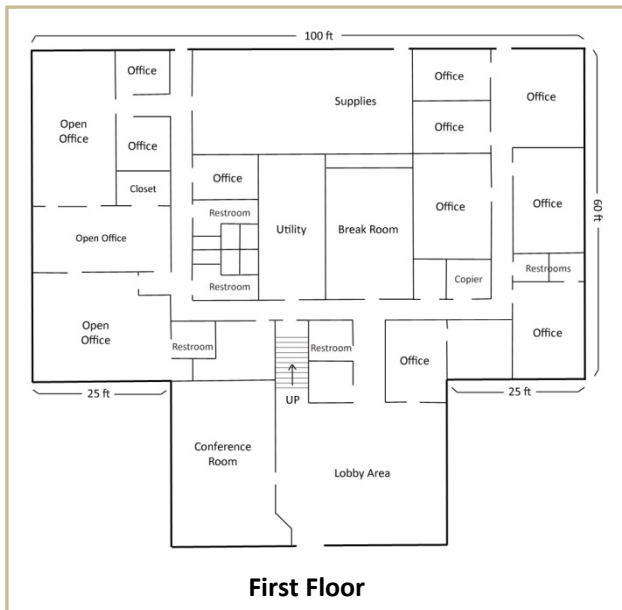 100 ft
Office
Office
Supplies
Office
Open
Office
Office
Office
Closet
Office
Office
Office
60 ft
Restroom
Open Office
Utility
Break Room
Restroom
Copier
Restrooms
Open
Office
Restroom
Restroom
Office
Office
UP
25 ft
25 ft
Conference
Room
Lobby Area
First Floor